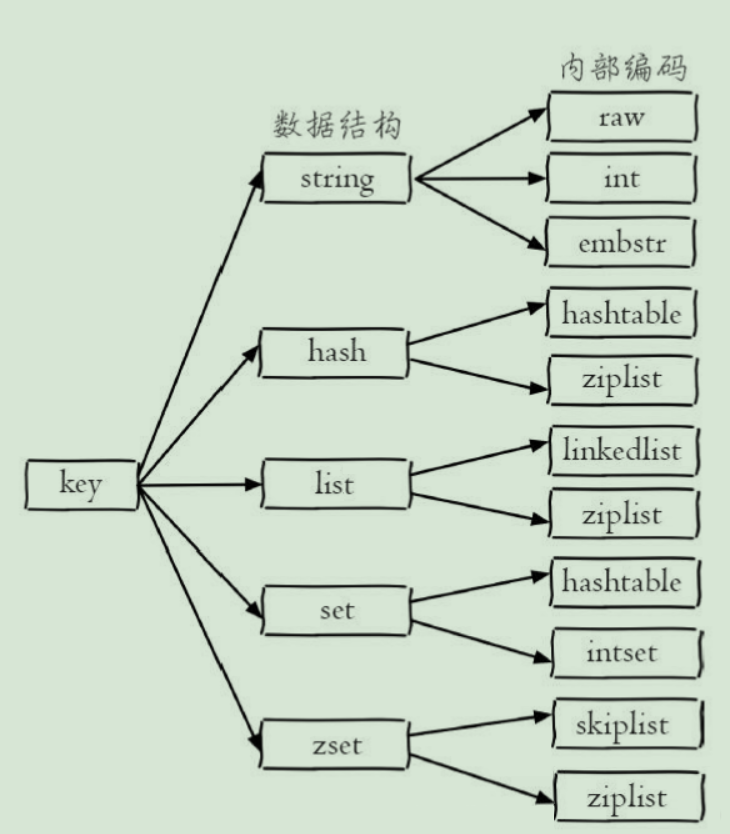 内部编码
数据结构
raw
string
int
embstr
hashtable
hash
ziplist
linkedlist
key
list
ziplist
hashtable
set
intset
skiplist
zset
ziplist